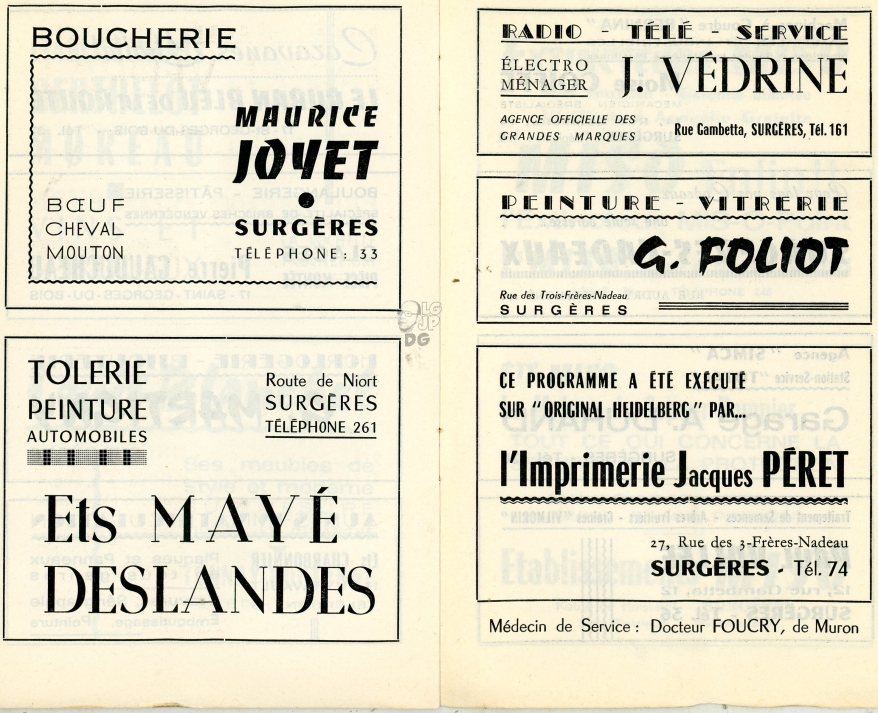 BOUCHERIE
MAURICE
JOYET
BŒUF
CHEVAL
MOUTON
SURGÈRES
TÉLÉPHONE: 33
TOLERIE
PEINTURE
AUTOMOBILES
Route de Niort
SURGÈRES
TÉLÉPHONE 261
Ets MAYÉ
DESLANDES
RADIO - TÉLÉ - SERVICE
ÉLECTRO
MÉNAGER
J. VÉDRINE
AGENCE OFFICIELLE DES
GRANDES MARQUES
Rue Gambetta, SURGÈRES, Tél. 161
PEINTURE - VITRERIE
G. FOLIOT
Rue des Trois-Frères-Nadeau
SURGÈRES
CE PROGRAMME A ÉTÉ EXÉCUTÉ
SUR "ORIGINAL HEIDELBERG" PAR...
l'Imprimerie Jacques PÉRET
27, Rue des 3-Frères-Nadeau
SURGÈRES - Tél. 74
Médecin de Service : Docteur FOUCRY, de Muron
LG
JP
DG